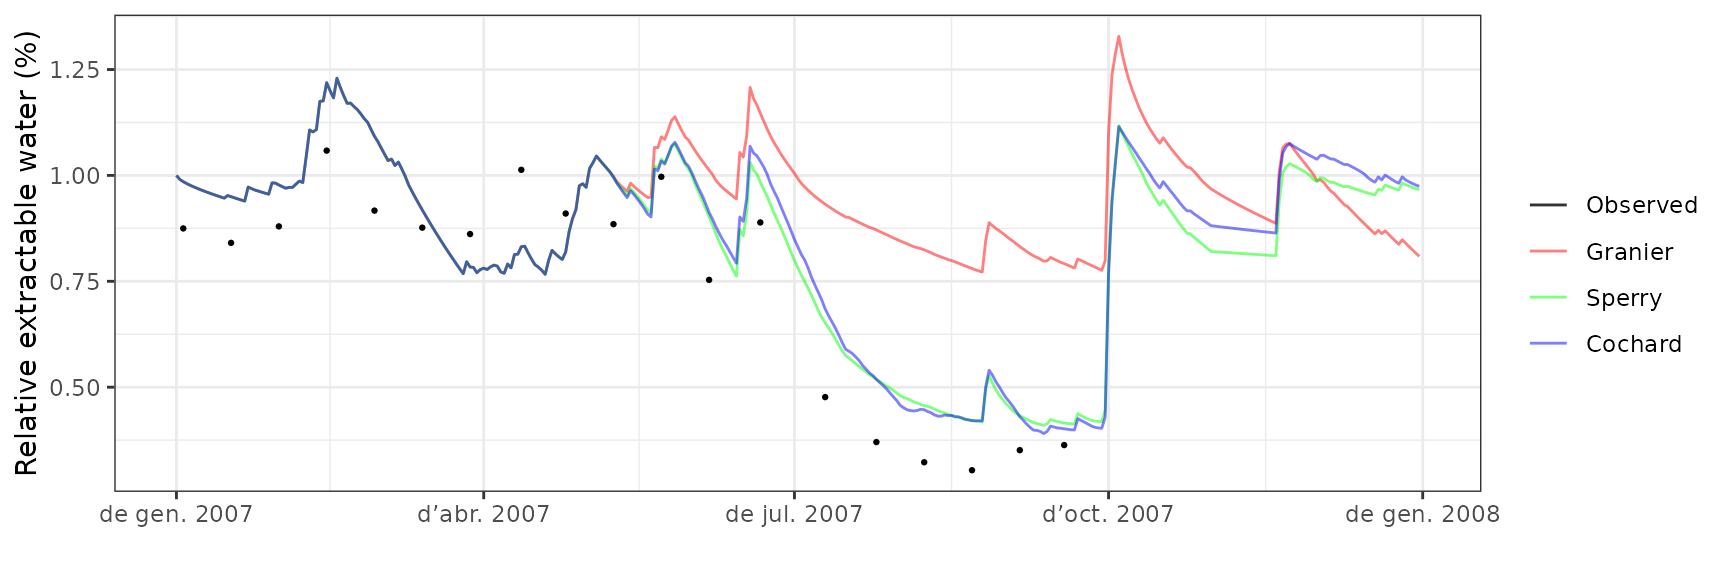 Relative extractable water (%)
1.25
1.00
0.75
0.50
de gen. 2007
d’abr. 2007
de jul. 2007
d’oct. 2007
de gen. 2008
Observed
Granier
Sperry
Cochard